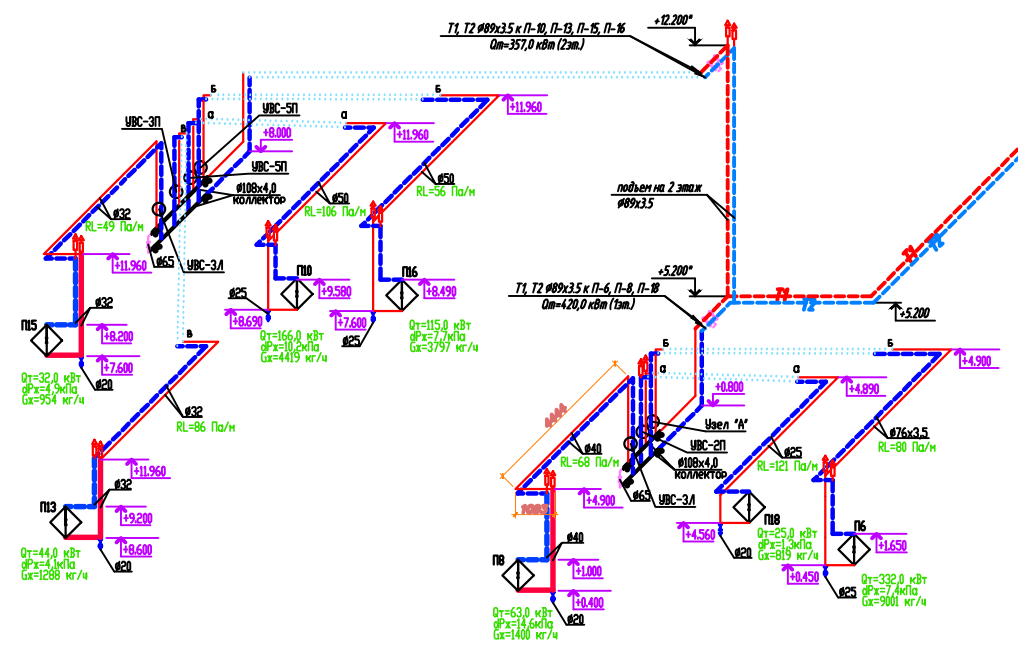 +12.200*
Т1, Т2 Ø89х3.5 к П-10, П-13, П-15, П-16
Qт=357,0 кВт (2эт.)
Б
Б
+11.960
а
а
+11.960
УВС-3П
в
УВС-5П
+8.000
УВС-5П
Ø108х4,0
коллектор
Ø50
RL=56 Па/м
Ø50
RL=106 Па/м
Ø32
RL=49 Па/м
подъем на 2 этаж
Ø89х3.5
Ø65
УВС-3Л
+11.960
П10
+9.580
П16
+8.490
Ø25
+8.690
+7.600
Ø25
Т1
Т2
+5.200*
Т1, Т2 Ø89х3.5 к П-6, П-8, П-18
Qт=420,0 кВт (1эт.)
Т1
Т2
+5.200
Ø32
П15
+8.200
+7.600
Ø20
Qт=32,0 кВт
dPх=4,9кПа
Gх=954 кг/ч
Qт=166,0 кВт
dPх=10,2кПа
Gх=4419 кг/ч
Qт=115,0 кВт
dPх=7,7кПа
Gх=3797 кг/ч
в
Ø32
RL=86 Па/м
Б
Б
+4.900
а
а
+4.890
+0.800
4444
Узел "А"
УВС-2П
Ø108х4,0
коллектор
Ø40
RL=68 Па/м
Ø76х3,5
RL=80 Па/м
Ø25
RL=121 Па/м
Ø65
УВС-3Л
+4.900
+11.960
Ø32
П13
+9.200
+8.600
Ø20
Qт=44,0 кВт
dPх=4,1кПа
Gх=1288 кг/ч
Ø40
П8
+1.000
+0.400
Ø20
Qт=63,0 кВт
dPх=14,6кПа
Gх=1400 кг/ч
+4.560
П18
Ø20
Qт=25,0 кВт
dPх=1,3кПа
Gх=819 кг/ч
П6
+1.650
+0.450
Ø25
Qт=332,0 кВт
dPх=7,4кПа
Gх=9001 кг/ч